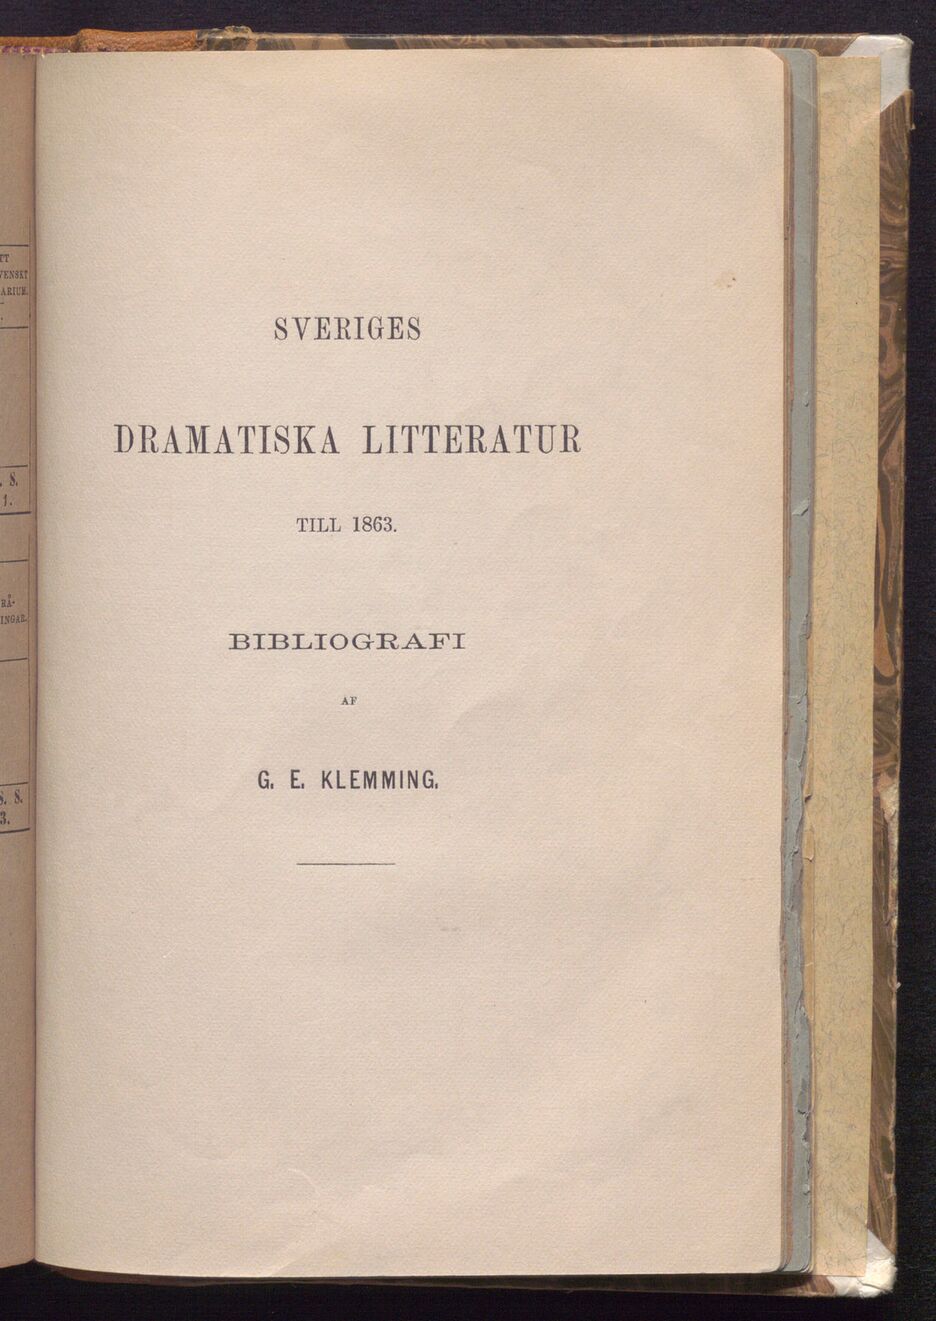 SVERIGES
DRAMATISKA LITTERATUR
TILL 1863.
BIBLIOGRAFI
AF
G. E. KLEMMING.